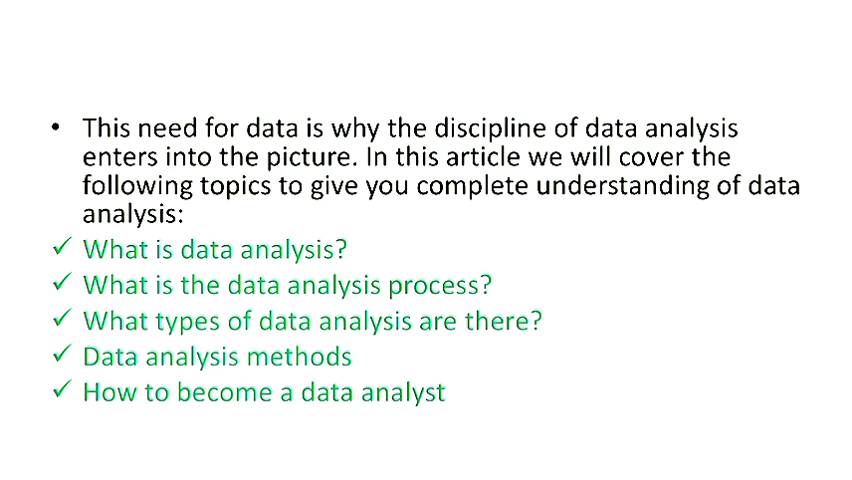 • This need for data is why the discipline of data analysis
enters into the picture. In this article we will cover the
following topics to give you complete understanding of data
analysis:
✓ What is data analysis?
✓ What is the data analysis process?
✓ What types of data analysis are there?
✓ Data analysis methods
✓ How to become a data analyst